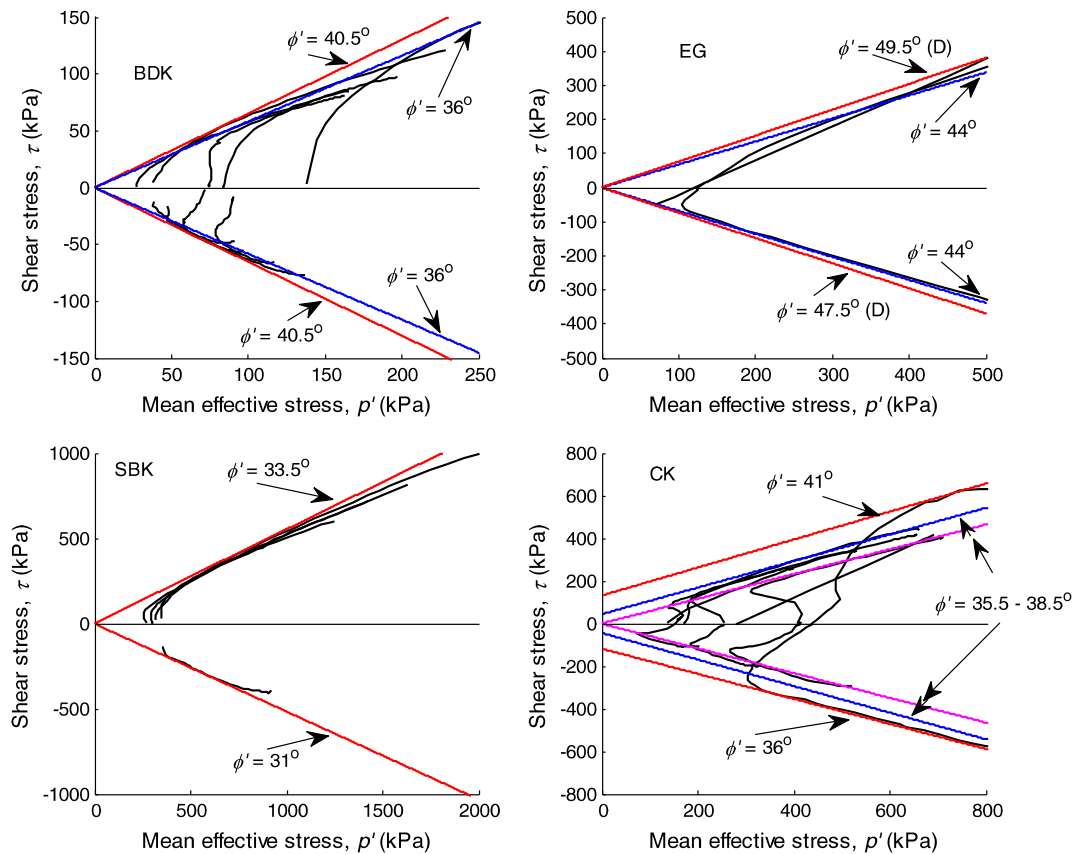 BDK
ϕ' = 40.5°
ϕ' = 36°
ϕ' = 36°
ϕ' = 40.5°
150
100
50
0
-50
-100
-150
0
50
100
150
200
250
Shear stress, τ (kPa)
Mean effective stress, p' (kPa)
EG
ϕ' = 49.5° (D)
ϕ' = 44°
ϕ' = 44°
ϕ' = 47.5° (D)
500
400
300
200
100
0
-100
-200
-300
-400
-500
0
100
200
300
400
500
Shear stress, τ (kPa)
Mean effective stress, p' (kPa)
SBK
ϕ' = 33.5°
ϕ' = 31°
1000
500
0
-500
-1000
0
500
1000
1500
2000
Shear stress, τ (kPa)
Mean effective stress, p' (kPa)
CK
ϕ' = 41°
ϕ' = 35.5 - 38.5°
ϕ' = 36°
800
600
400
200
0
-200
-400
-600
-800
0
200
400
600
800
Shear stress, τ (kPa)
Mean effective stress, p' (kPa)